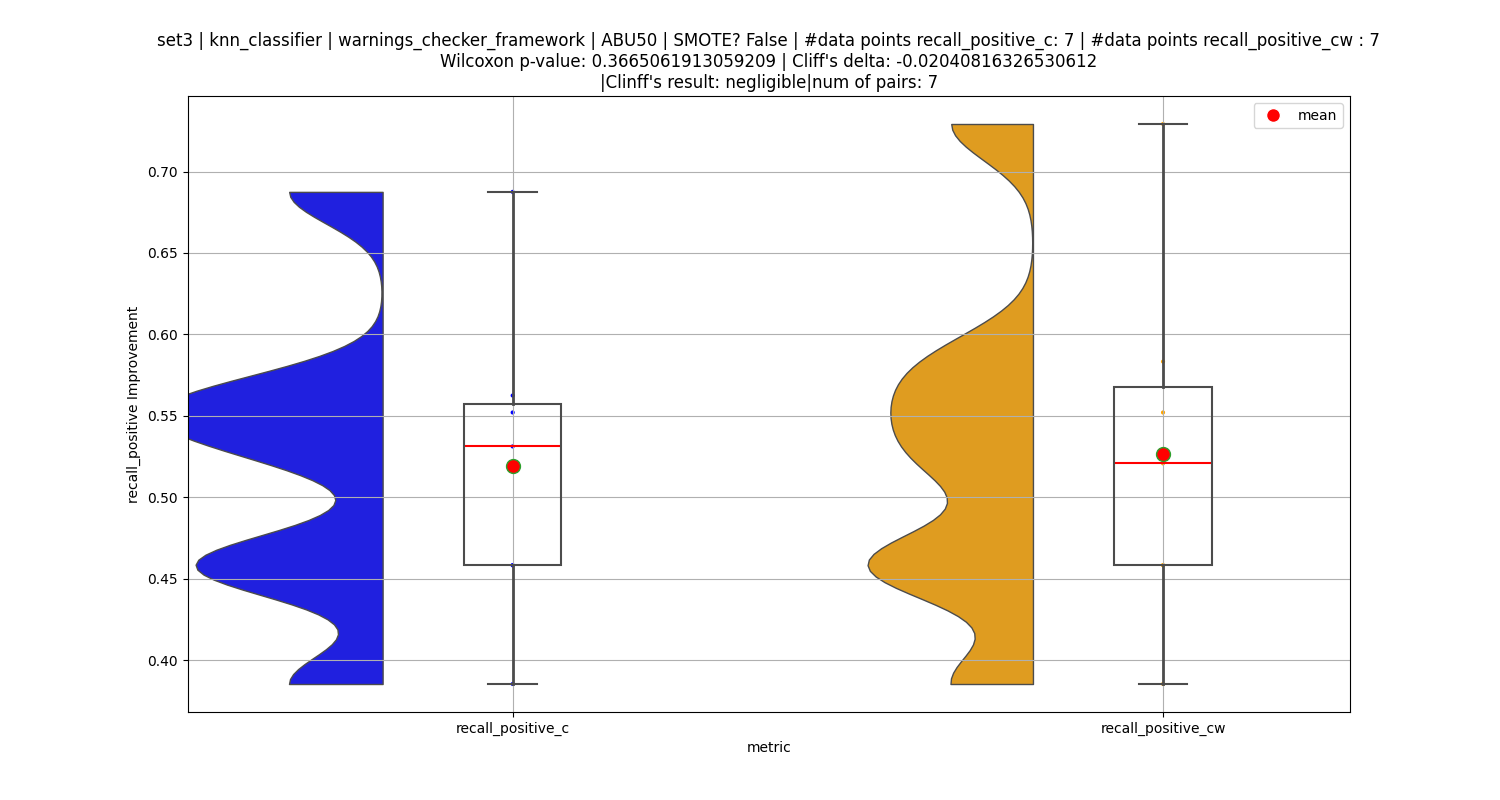 set3 | knn_classifier | warnings_checker_framework | ABU50 | SMOTE? False | #data points recall_positive_c: 7 | #data points recall_positive_cw : 7
Wilcoxon p-value: 0.3665061913059209 | Cliff's delta: -0.02040816326530612
|Clinff's result: negligible|num of pairs: 7
mean
0.70
0.65
0.60
0.55
0.50
0.45
0.40
recall_positive Improvement
recall_positive_c
recall_positive_cw
metric